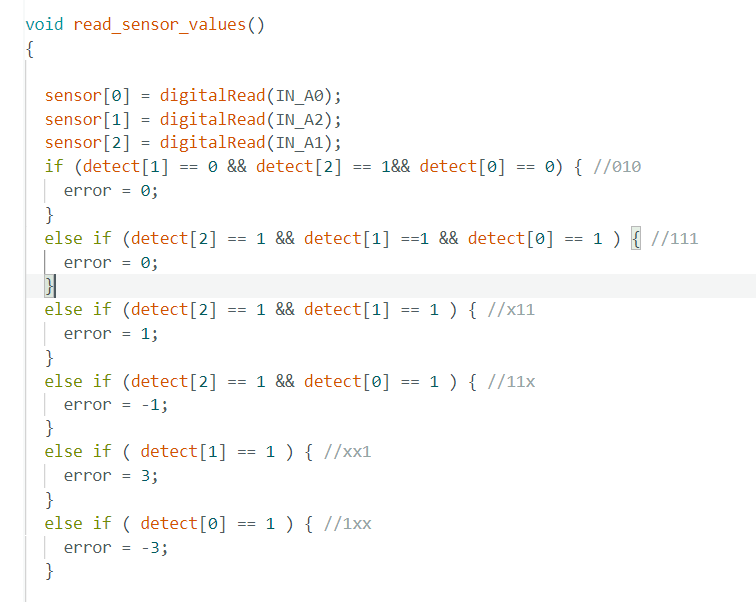 void read_sensor_values()
{
sensor[0] = digitalRead(IN_A0);
sensor[1] = digitalRead(IN_A2);
sensor[2] = digitalRead(IN_A1);
if (detect[1] == 0 && detect[2] == 1&& detect[0] == 0) { //010
error = 0;
}
else if (detect[2] == 1 && detect[1] ==1 && detect[0] == 1 ) { //111
error = 0;
}
else if (detect[2] == 1 && detect[1] == 1 ) { //x11
error = 1;
}
else if (detect[2] == 1 && detect[0] == 1 ) { //11x
error = -1;
}
else if ( detect[1] == 1 ) { //xx1
error = 3;
}
else if ( detect[0] == 1 ) { //1xx
error = -3;
}